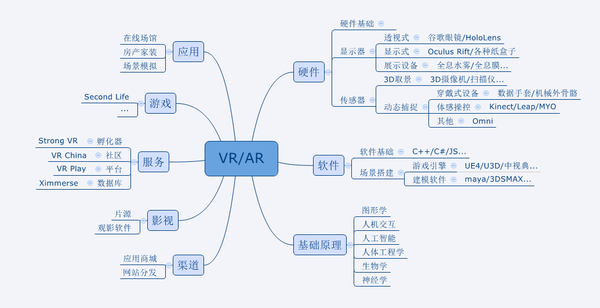 VR/AR
应用
在线场馆
房产家装
场景模拟
游戏
Second Life
...
服务
Strong VR 孵化器
VR China 社区
VR Play 平台
Ximmerse 数据库
影视
片源
观影软件
渠道
应用商城
网站分发
硬件
硬件基础
显示器
透视式 谷歌眼镜/HoloLens
显示式 Oculus Rift/各种纸盒子
展示设备 全息水雾/全息膜...
传感器
3D取景 3D摄像机/扫描仪...
动态捕捉
穿戴式设备 数据手套/机械外骨骼
体感操控 Kinect/Leap/MYO
其他 Omni
软件
软件基础 C++/C#/JS...
场景搭建
游戏引擎 UE4/U3D/中视典...
建模软件 maya/3DSMAX...
基础原理
图形学
人机交互
人工智能
人体工程学
生物学
神经学